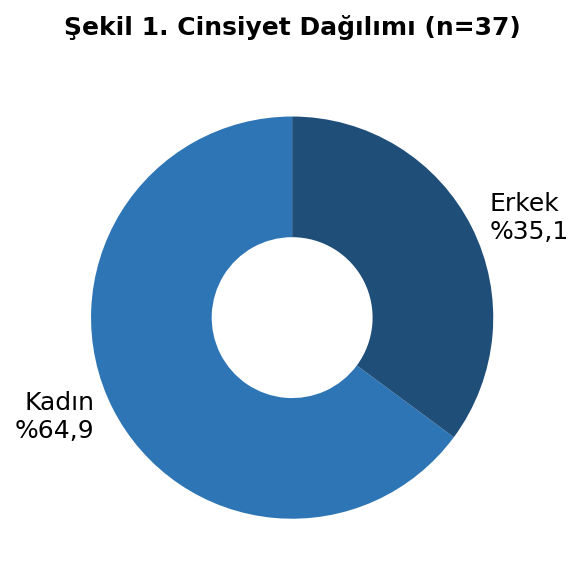 Şekil 1. Cinsiyet Dağılımı (n=37)
Erkek
%35,1
Kadın
%64,9